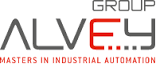 GROUP
ALVEY
MASTERS IN INDUSTRIAL AUTOMATION